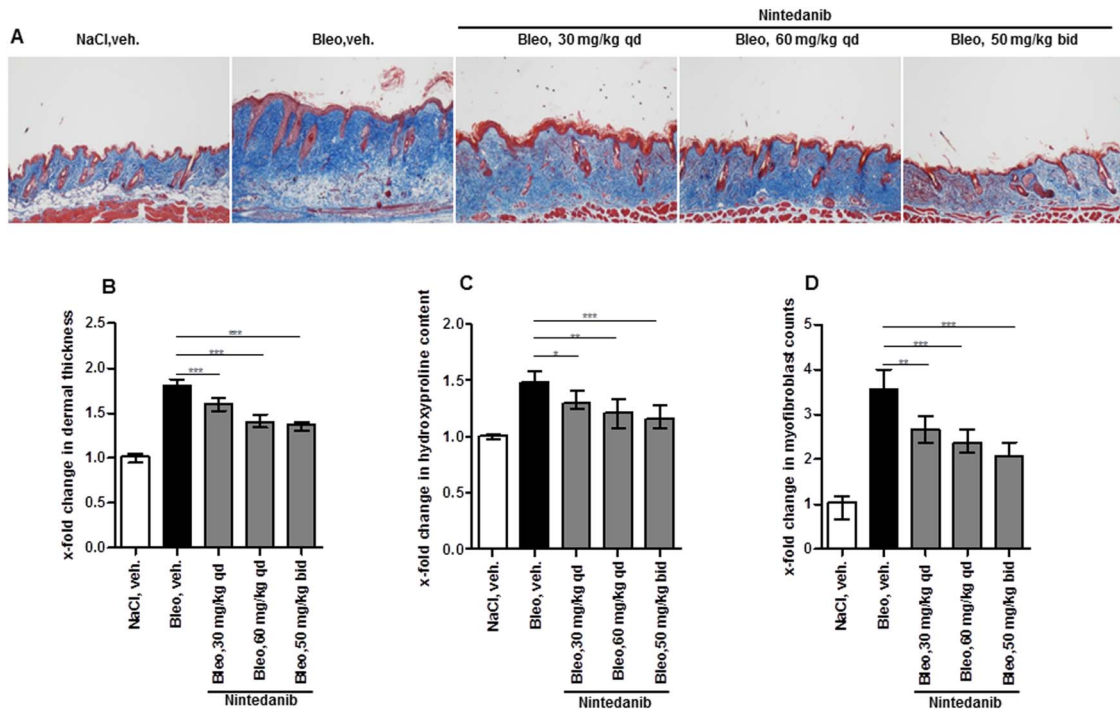 Nintedanib
A NaCl,veh. Bleo,veh. Bleo, 30 mg/kg qd Bleo, 60 mg/kg qd Bleo, 50 mg/kg bid
B
x-fold change in dermal thickness
2.5
2.0
1.5
1.0
0.5
0.0
***
***
***
NaCl, veh.
Bleo, veh.
Bleo,30 mg/kg qd
Bleo,60 mg/kg qd
Bleo,50 mg/kg bid
Nintedanib
C
x-fold change in hydroxyproline content
2.0
1.5
1.0
0.5
0.0
***
**
*
NaCl, veh.
Bleo, veh.
Bleo,30 mg/kg qd
Bleo,60 mg/kg qd
Bleo,50 mg/kg bid
Nintedanib
D
x-fold change in myofibroblast counts
5
4
3
2
1
0
***
***
**
NaCl, veh.
Bleo, veh.
Bleo,30 mg/kg qd
Bleo,60 mg/kg qd
Bleo,50 mg/kg bid
Nintedanib